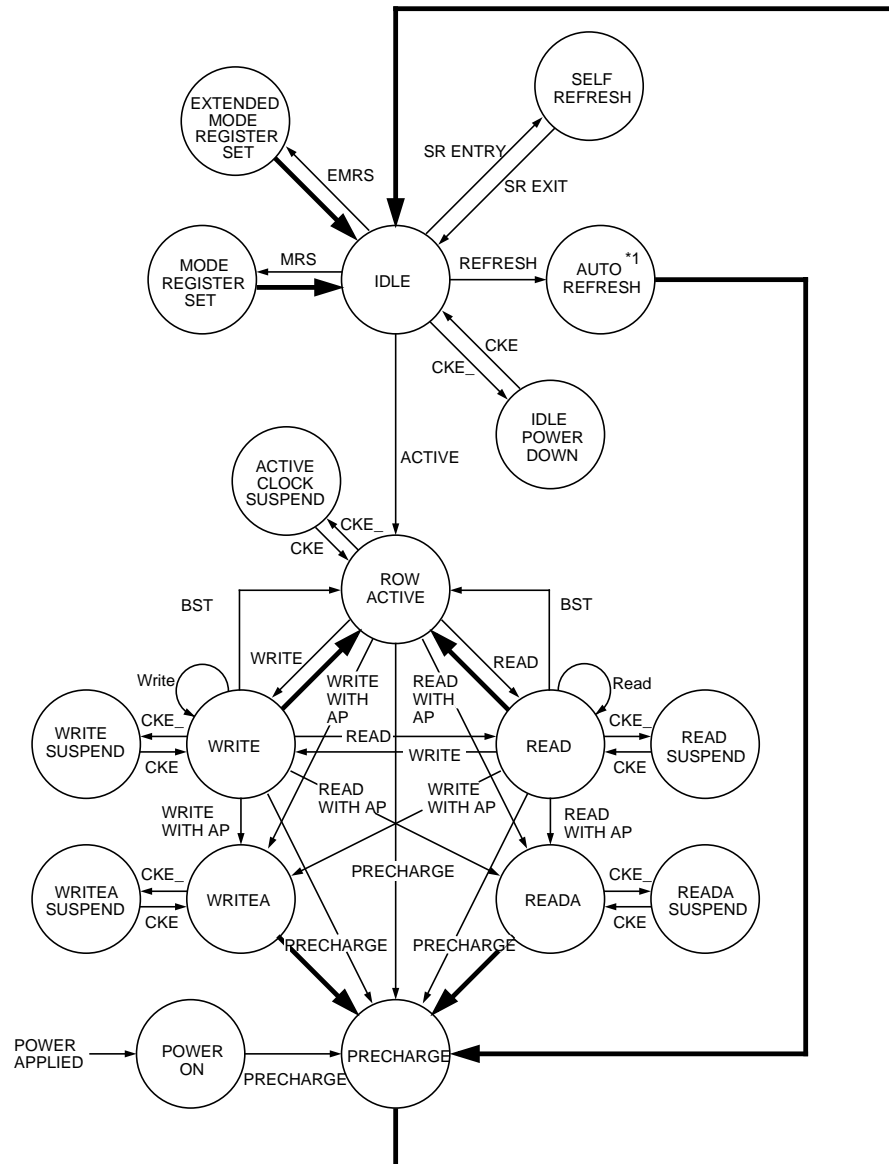 SELF
REFRESH
EXTENDED
MODE
REGISTER
SET
SR ENTRY
EMRS
SR EXIT
MODE
REGISTER
SET
MRS
IDLE
REFRESH
AUTO *1
REFRESH
CKE
CKE_
IDLE
POWER
DOWN
ACTIVE
ACTIVE
CLOCK
SUSPEND
CKE_
CKE
ROW
ACTIVE
BST
BST
WRITE
READ
WRITE
WITH
AP
READ
WITH
AP
Write
Read
WRITE
SUSPEND
CKE_
CKE
WRITE
READ
WRITE
READ
CKE_
CKE
READ
SUSPEND
WRITE
WITH AP
READ
WITH AP
WRITE
WITH AP
READ
WITH AP
WRITEA
SUSPEND
CKE_
CKE
WRITEA
PRECHARGE
READA
CKE_
CKE
READA
SUSPEND
PRECHARGE
PRECHARGE
POWER
APPLIED
POWER
ON
PRECHARGE
PRECHARGE